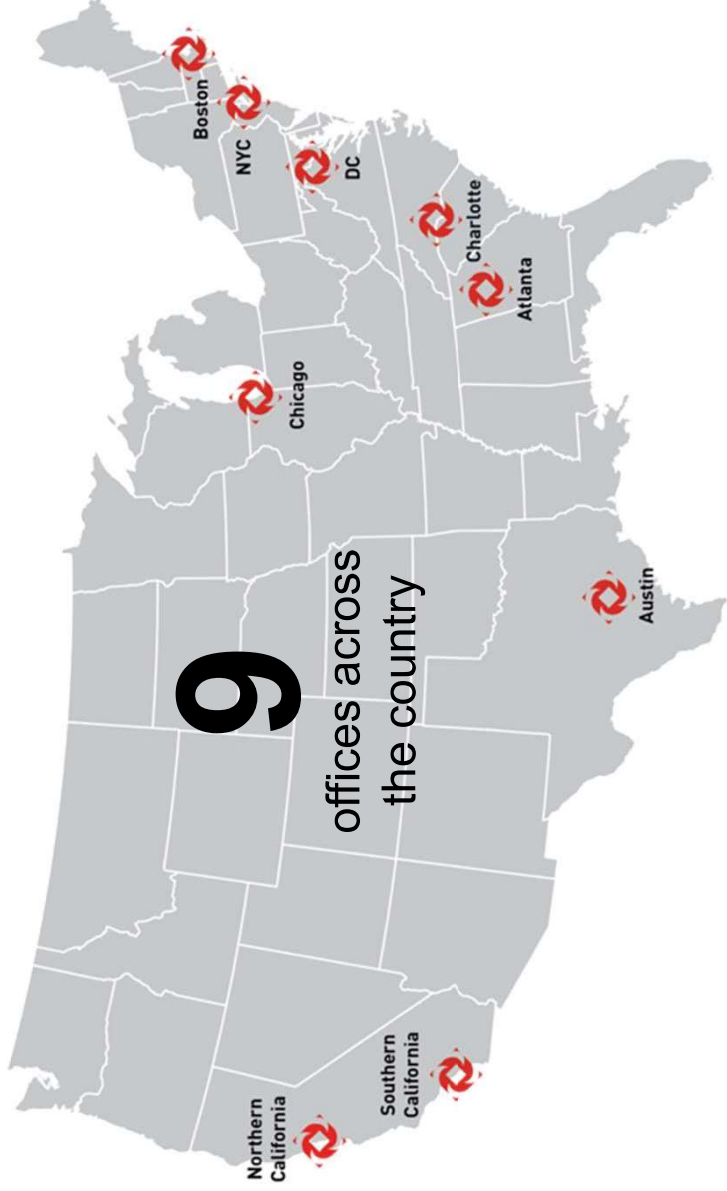 9
offices across
the country
Northern
California
Southern
California
Austin
Chicago
Atlanta
Charlotte
DC
NYC
Boston